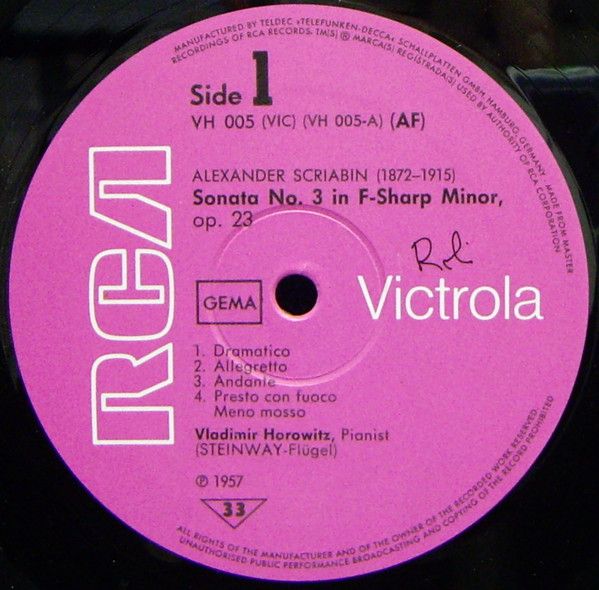 MANUFACTURED BY TELDEC »TELEFUNKEN-DECCA« SCHALLPLATTEN GMBH, HAMBURG, GERMANY · MADE FROM MASTER
RECORDINGS OF RCA RECORDS. TM(S) ® MARCA(S) REGISTRADA(S) USED BY AUTHORITY OF RCA CORPORATION
Side 1
VH 005 (VIC) (VH 005-A) (AF)
ALEXANDER SCRIABIN (1872–1915)
Sonata No. 3 in F-Sharp Minor,
op. 23
RCA
GEMA
Victrola
1. Dramatico
2. Allegretto
3. Andante
4. Presto con fuoco
Meno mosso
Vladimir Horowitz, Pianist
(STEINWAY-Flügel)
℗ 1957
33
ALL RIGHTS OF THE MANUFACTURER AND OF THE OWNER OF THE RECORDED WORK RESERVED.
UNAUTHORISED PUBLIC PERFORMANCE BROADCASTING AND COPYING OF THE RECORD PROHIBITED